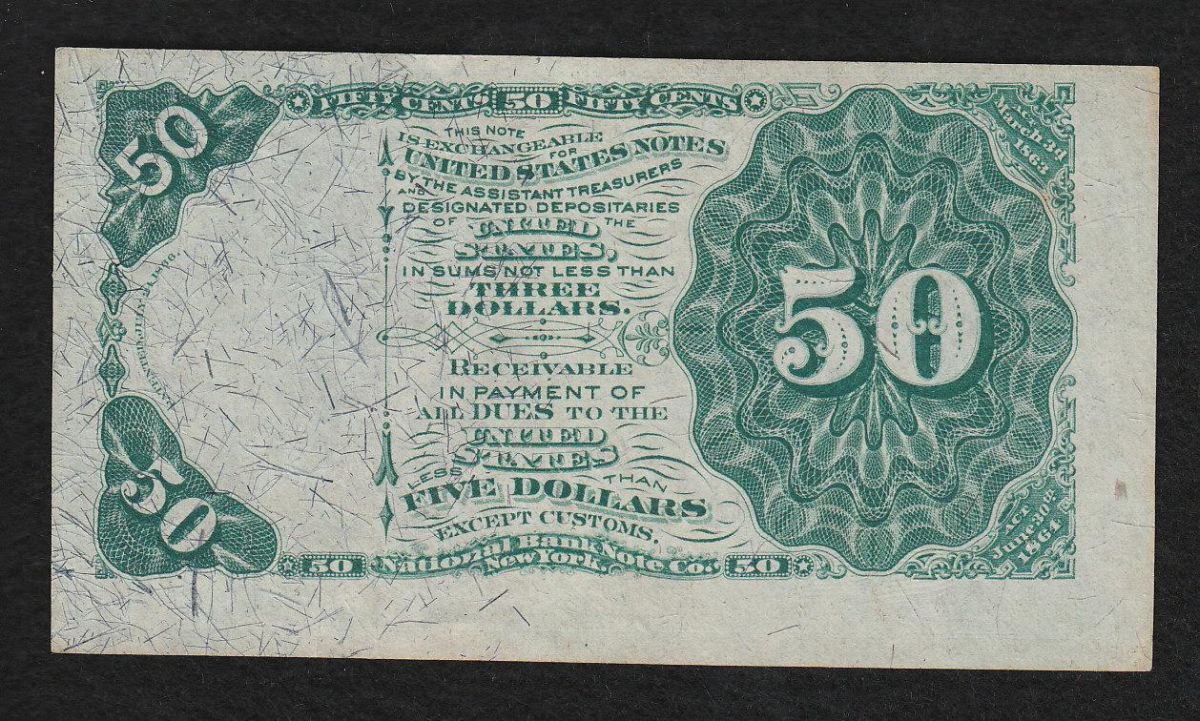 FIFTY CENTS 50 FIFTY CENTS
50
ACT
March 3d
1863
THIS NOTE
IS EXCHANGEABLE
FOR
UNITED STATES NOTES
BY THE ASSISTANT TREASURERS
AND
DESIGNATED DEPOSITARIES
OF THE
UNITED
STATES,
IN SUMS NOT LESS THAN
THREE
DOLLARS.
50
RECEIVABLE
IN PAYMENT OF
ALL DUES TO THE
UNITED
STATES
LESS THAN
FIVE DOLLARS
EXCEPT CUSTOMS.
50
ACT
June 30th
1864
50 National Bank Note Co. 50
New York.